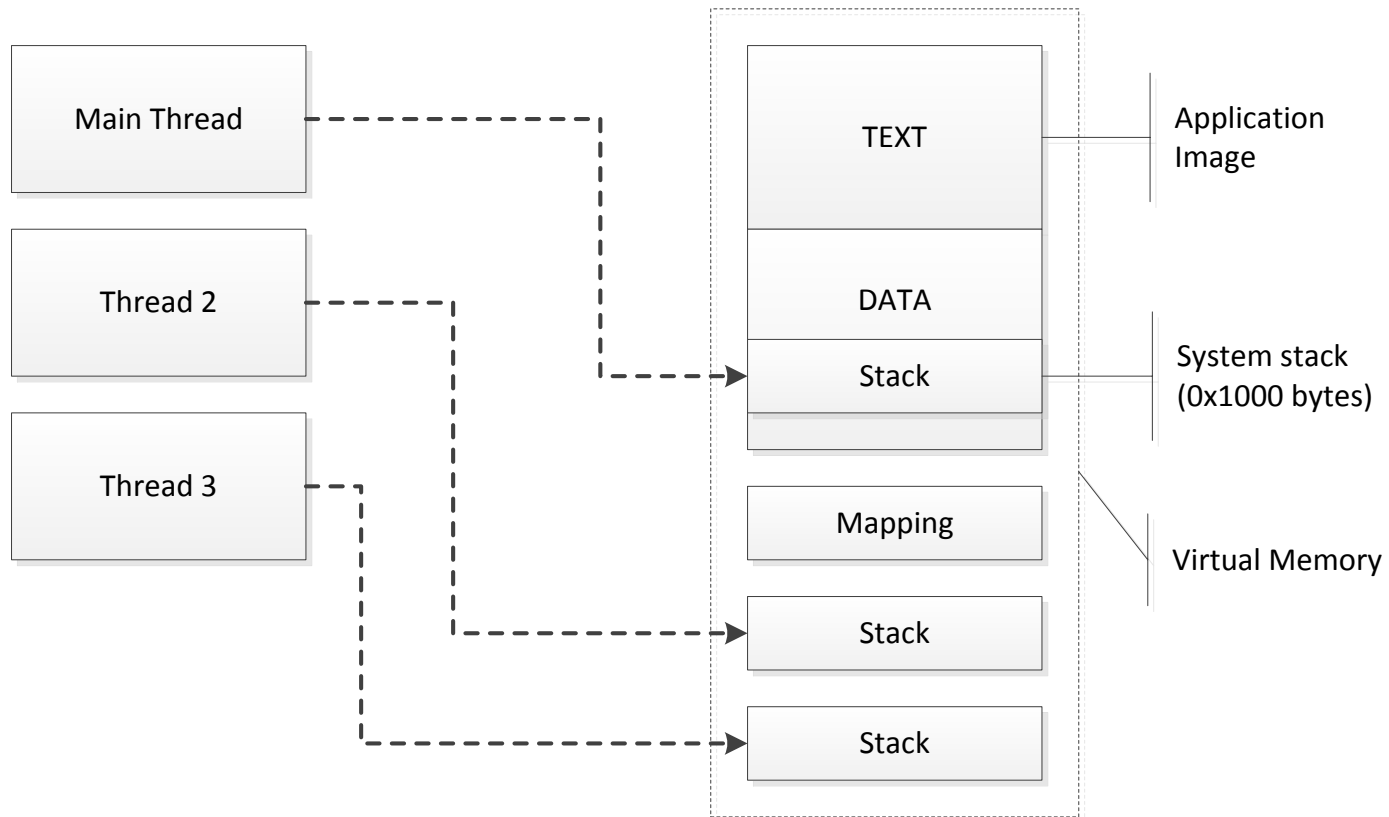 Main Thread
Thread 2
Thread 3
TEXT
DATA
Stack
Mapping
Stack
Stack
Application
Image
System stack
(0x1000 bytes)
Virtual Memory